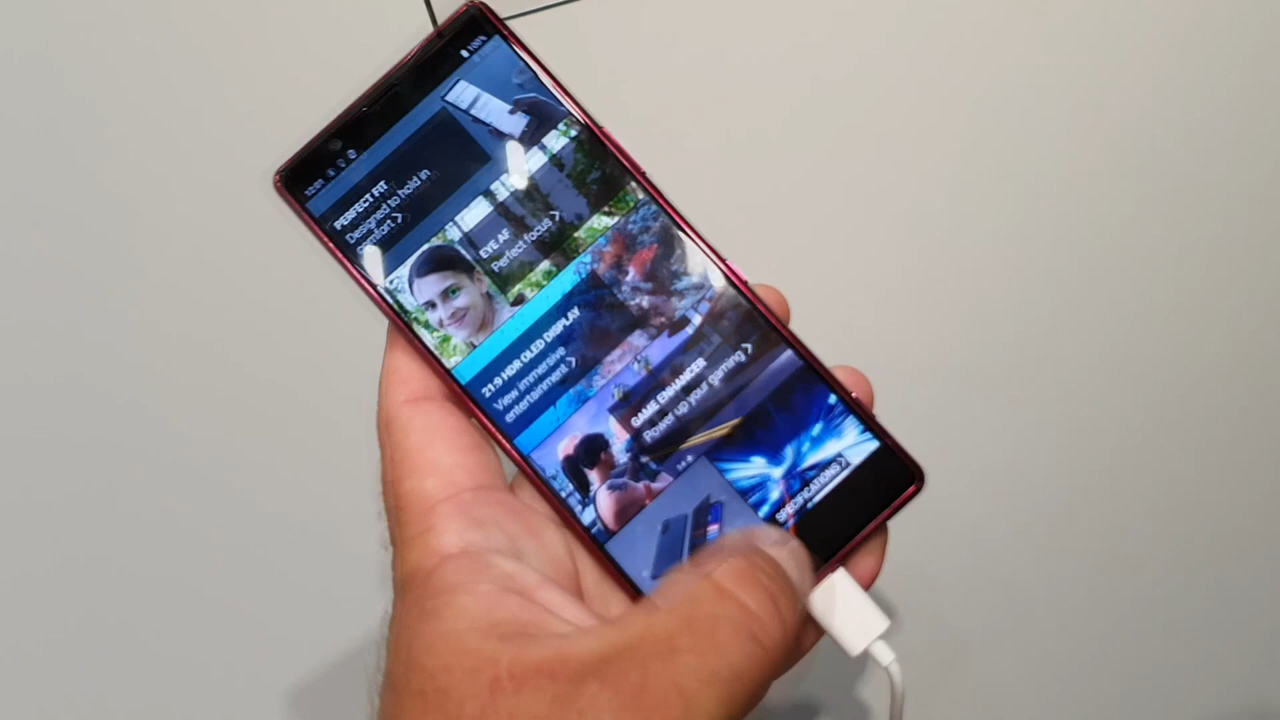 100%
PERFECT FIT
Designed to hold in
comfort
EYE AF
Perfect focus
21:9 HDR OLED DISPLAY
View immersive
entertainment
GAME ENHANCER
Power up your gaming
SPECIFICATIONS